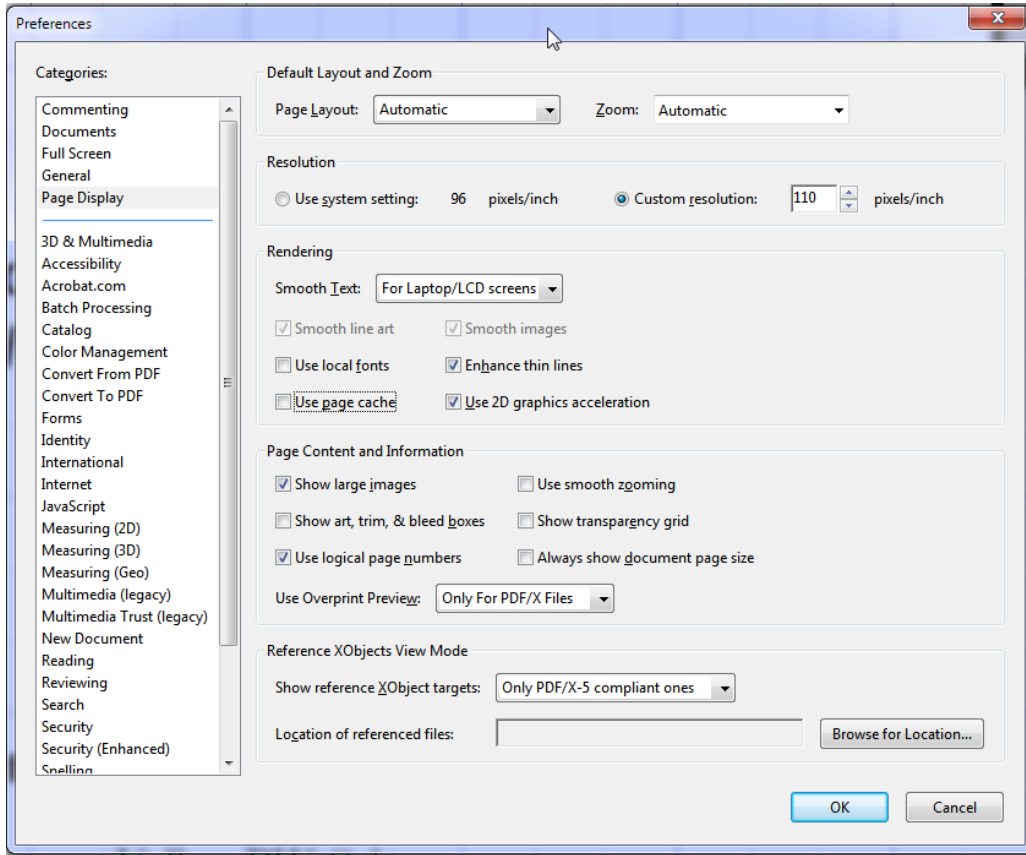 Preferences
Categories:
Commenting
Documents
Full Screen
General
Page Display
3D & Multimedia
Accessibility
Acrobat.com
Batch Processing
Catalog
Color Management
Convert From PDF
Convert To PDF
Forms
Identity
International
Internet
JavaScript
Measuring (2D)
Measuring (3D)
Measuring (Geo)
Multimedia (legacy)
Multimedia Trust (legacy)
New Document
Reading
Reviewing
Search
Security
Security (Enhanced)
Spelling
Default Layout and Zoom
Page Layout: Automatic Zoom: Automatic
Resolution
Use system setting: 96 pixels/inch Custom resolution: 110 pixels/inch
Rendering
Smooth Text: For Laptop/LCD screens
Smooth line art Smooth images
Use local fonts Enhance thin lines
Use page cache Use 2D graphics acceleration
Page Content and Information
Show large images Use smooth zooming
Show art, trim, & bleed boxes Show transparency grid
Use logical page numbers Always show document page size
Use Overprint Preview: Only For PDF/X Files
Reference XObjects View Mode
Show reference XObject targets: Only PDF/X-5 compliant ones
Location of referenced files: Browse for Location...
OK Cancel